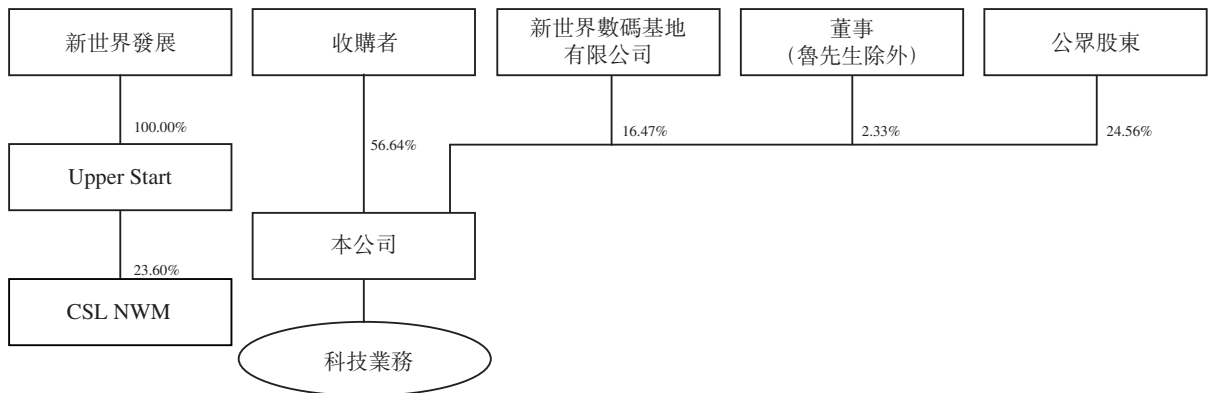 新世界發展
收購者
新世界數碼基地
有限公司
董事
（魯先生除外）
公眾股東
100.00%
56.64%
16.47%
2.33%
24.56%
Upper Start
本公司
23.60%
CSL NWM
科技業務